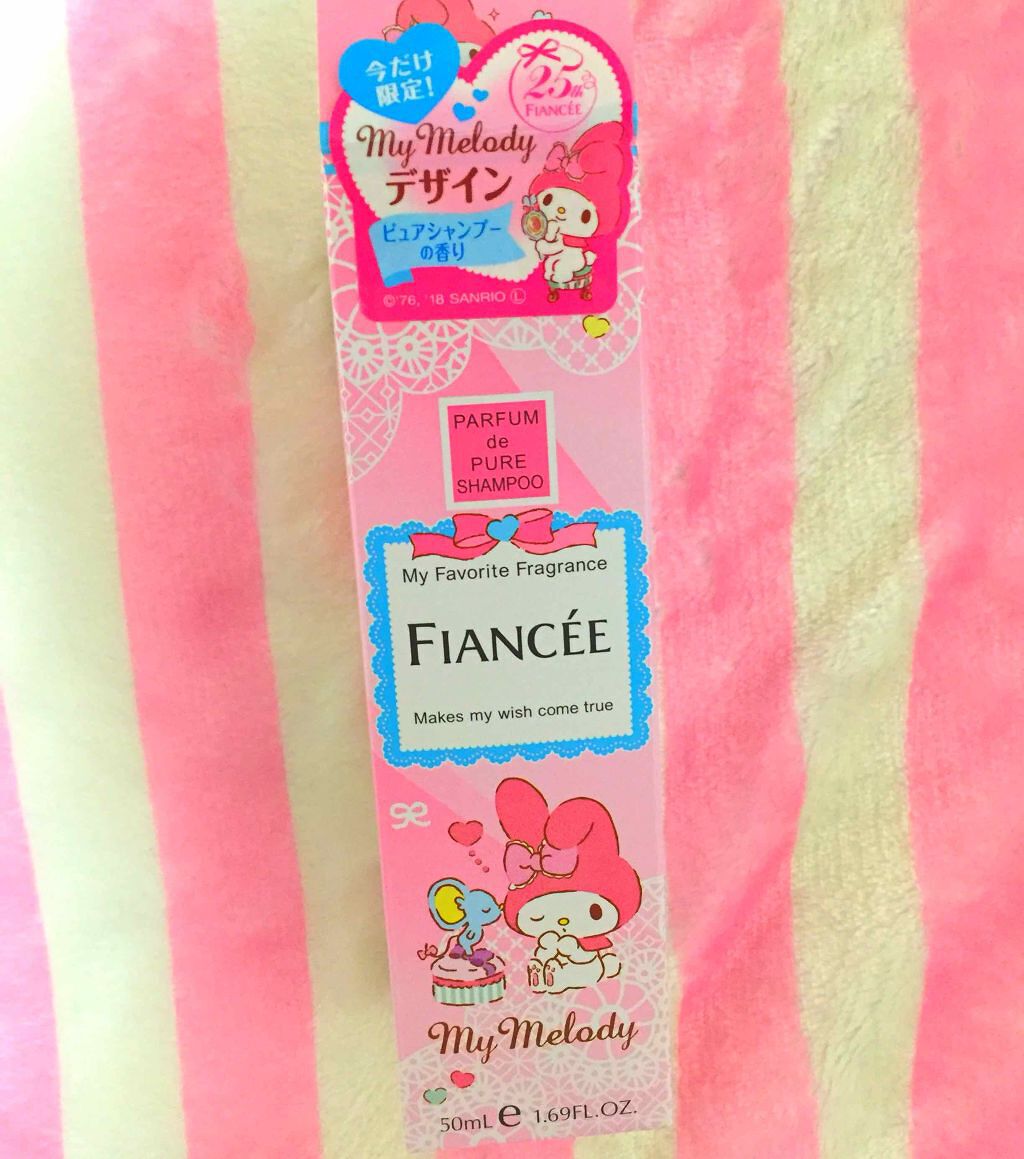 今だけ
限定!
25th
FIANCÉE
My Melody
デザイン
ピュアシャンプー
の香り
©'76, '18 SANRIO Ⓛ
PARFUM
de
PURE
SHAMPOO
My Favorite Fragrance
FIANCÉE
Makes my wish come true
My Melody
50mL e 1.69FL.OZ.